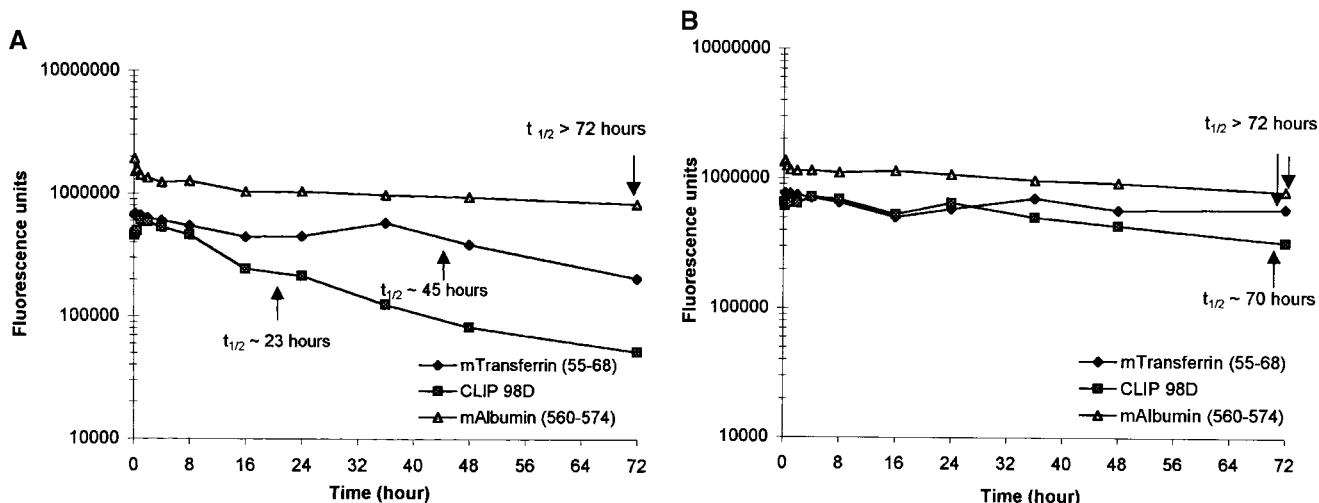 A
10000000
1000000
100000
10000
Fluorescence units
t 1/2 > 72 hours
t1/2 ~ 45 hours
t1/2 ~ 23 hours
mTransferrin (55-68)
CLIP 98D
mAlbumin (560-574)
0 8 16 24 32 40 48 56 64 72
Time (hour)
B
10000000
1000000
100000
10000
Fluorescence units
t1/2 > 72 hours
t1/2 ~ 70 hours
mTransferrin (55-68)
CLIP 98D
mAlbumin (560-574)
0 8 16 24 32 40 48 56 64 72
Time (hour)